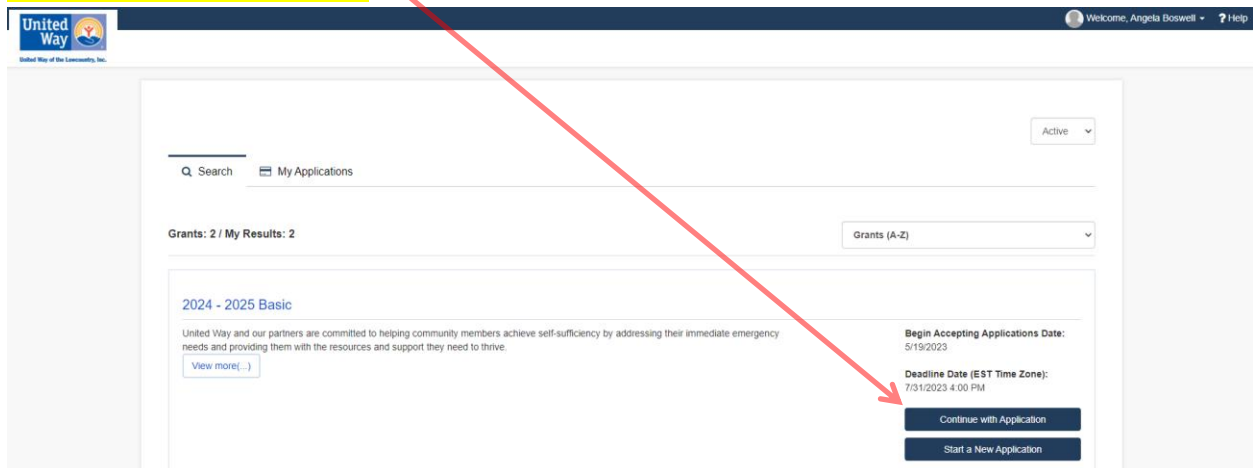 United
Way
United Way of the Lowcountry, Inc.
Welcome, Angela Boswell
? Help
Active
Search
My Applications
Grants: 2 / My Results: 2
Grants (A-Z)
2024 - 2025 Basic
United Way and our partners are committed to helping community members achieve self-sufficiency by addressing their immediate emergency
needs and providing them with the resources and support they need to thrive.
View more(...)
Begin Accepting Applications Date:
5/19/2023
Deadline Date (EST Time Zone):
7/31/2023 4:00 PM
Continue with Application
Start a New Application